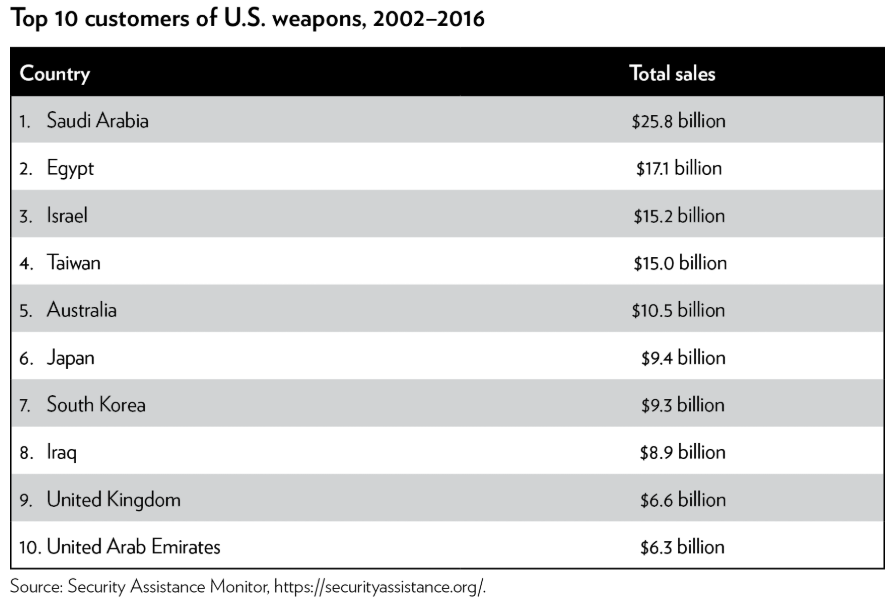 Top 10 customers of U.S. weapons, 2002–2016
Country Total sales
1. Saudi Arabia $25.8 billion
2. Egypt $17.1 billion
3. Israel $15.2 billion
4. Taiwan $15.0 billion
5. Australia $10.5 billion
6. Japan $9.4 billion
7. South Korea $9.3 billion
8. Iraq $8.9 billion
9. United Kingdom $6.6 billion
10. United Arab Emirates $6.3 billion
Source: Security Assistance Monitor, https://securityassistance.org/.